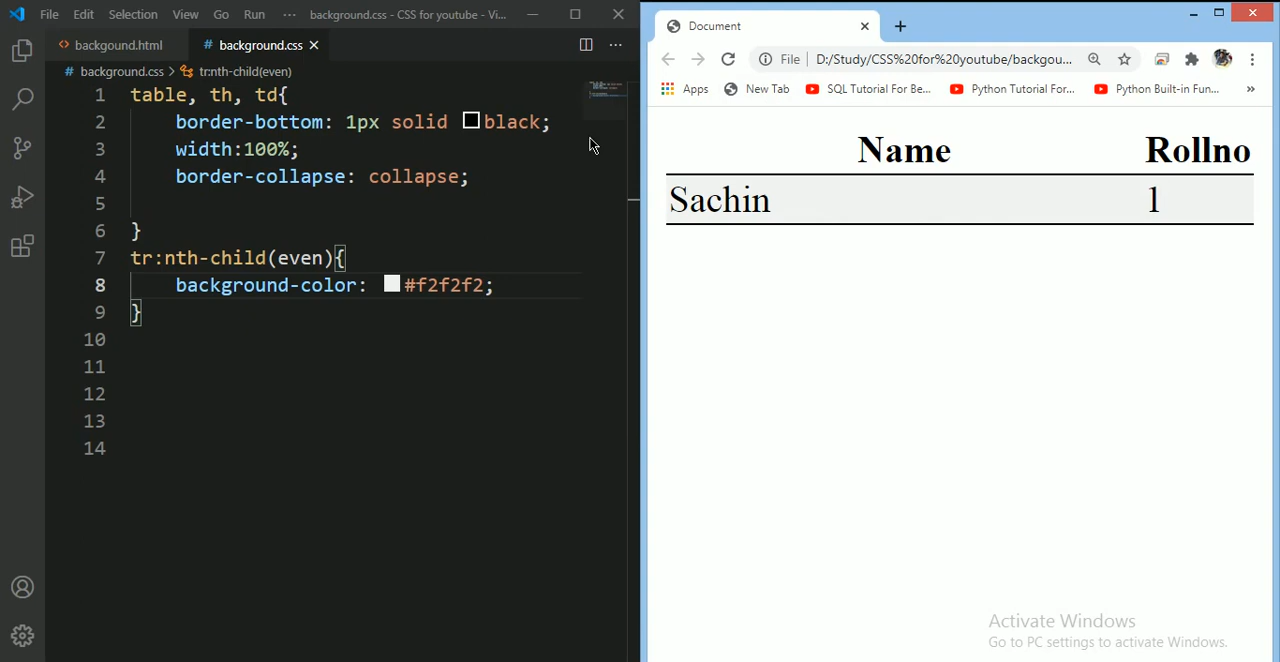 File Edit Selection View Go Run ··· background.css - CSS for youtube - Vi...
backgound.html # background.css
# background.css > tr:nth-child(even)
1 table, th, td{
2 border-bottom: 1px solid black;
3 width:100%;
4 border-collapse: collapse;
5
6 }
7 tr:nth-child(even){
8 background-color: #f2f2f2;
9 }
10
11
12
13
14
Document
File D:/Study/CSS%20for%20youtube/backgou...
Apps New Tab SQL Tutorial For Be... Python Tutorial For... Python Built-in Fun... »
Name Rollno
Sachin 1
Activate Windows
Go to PC settings to activate Windows.